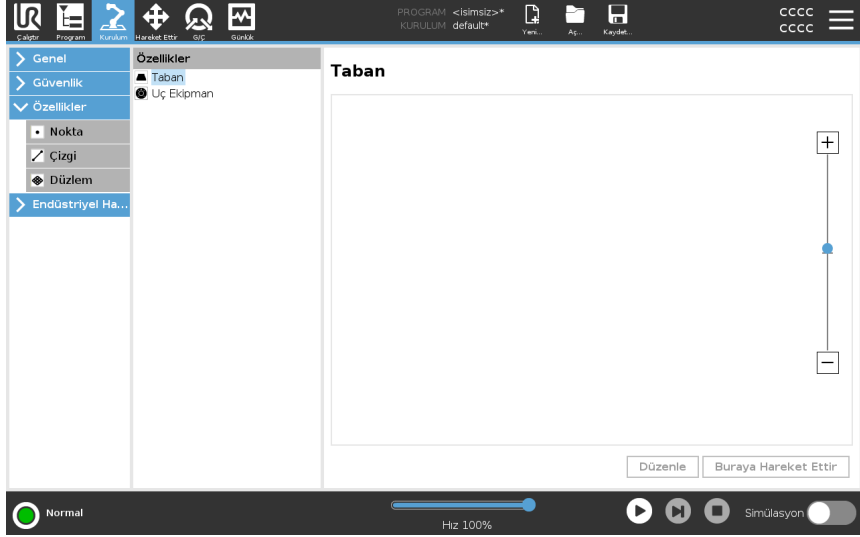 Çalıştır
Program
Kurulum
Hareket Ettir
G/Ç
Günlük
PROGRAM <isimsiz>*
KURULUM default*
Yeni...
Aç...
Kaydet...
CCCC
CCCC
Genel
Güvenlik
Özellikler
Nokta
Çizgi
Düzlem
Endüstriyel Ha...
Özellikler
Taban
Uç Ekipman
Taban
Düzenle
Buraya Hareket Ettir
Normal
Hız 100%
Simülasyon